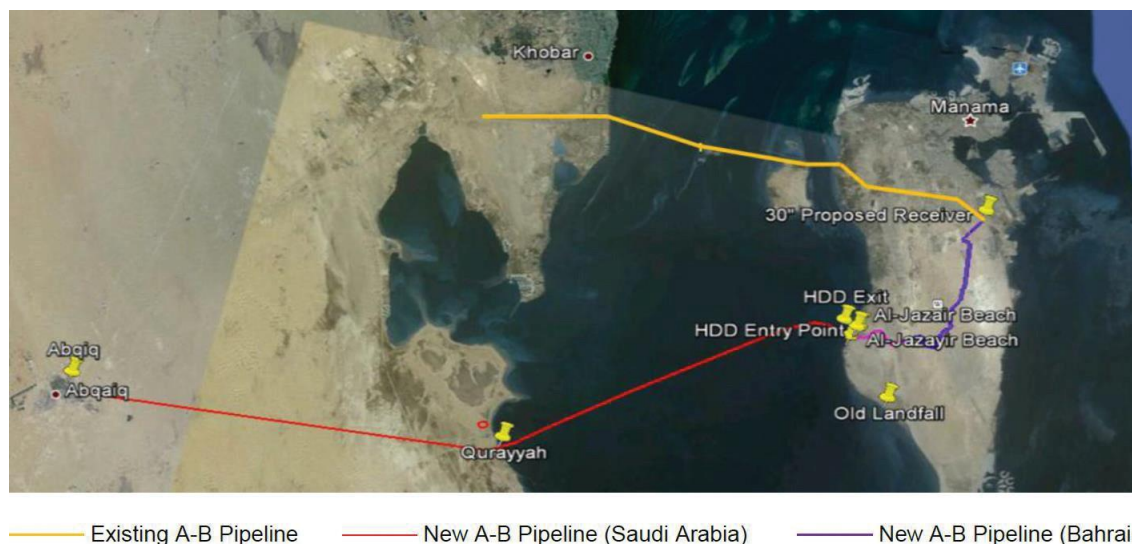 Khobar
Manama
30" Proposed Receiver
HDD Exit
Al-Jazair Beach
HDD Entry Point
Al-Jazayir Beach
Abqiq
Abqaiq
Old Landfall
Qurayyah
Existing A-B Pipeline
New A-B Pipeline (Saudi Arabia)
New A-B Pipeline (Bahrai